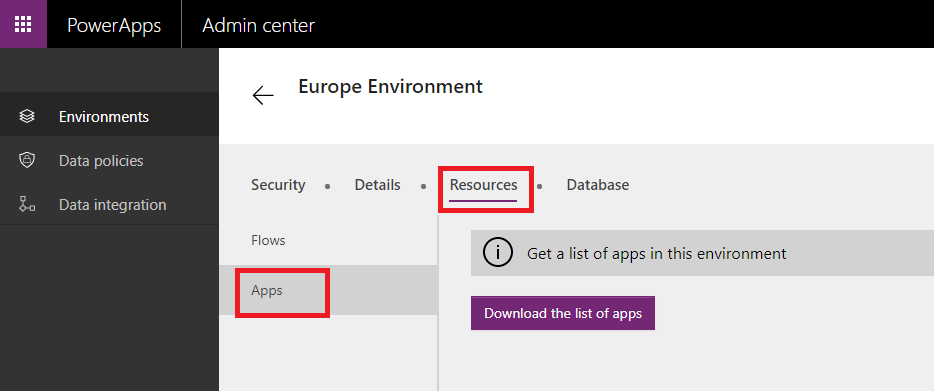 PowerApps
Admin center
Europe Environment
Environments
Data policies
Data integration
Security
Details
Resources
Database
Flows
Apps
i
Get a list of apps in this environment
Download the list of apps